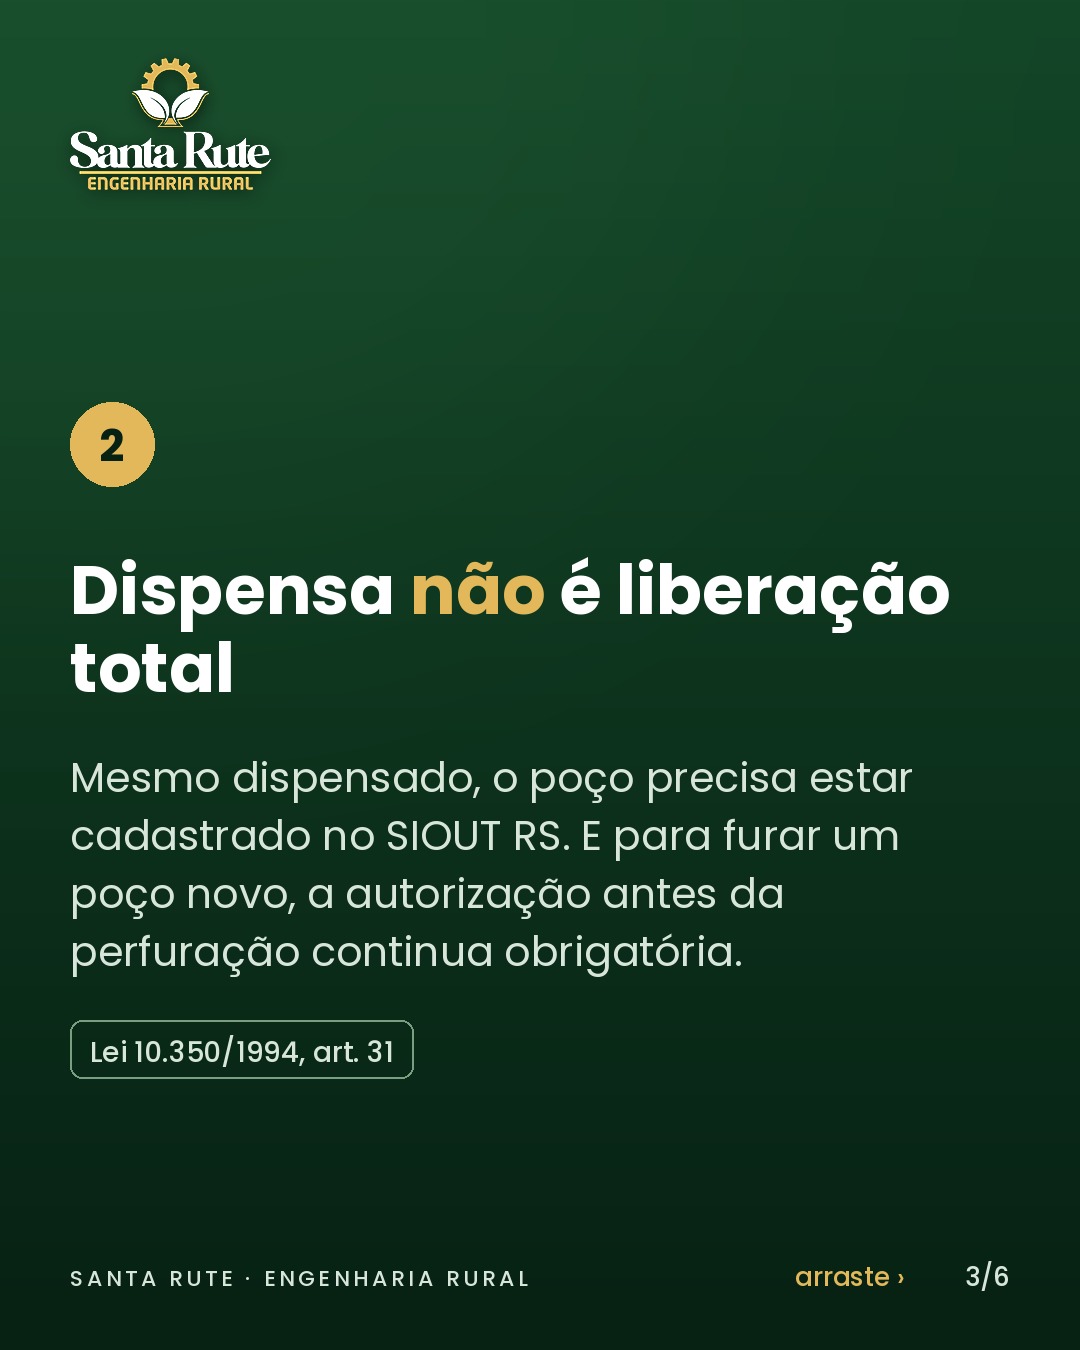 Santa Rute
ENGENHARIA RURAL
2
Dispensa não é liberação
total
Mesmo dispensado, o poço precisa estar
cadastrado no SIOUT RS. E para furar um
poço novo, a autorização antes da
perfuração continua obrigatória.
Lei 10.350/1994, art. 31
SANTA RUTE · ENGENHARIA RURAL
arraste › 3/6